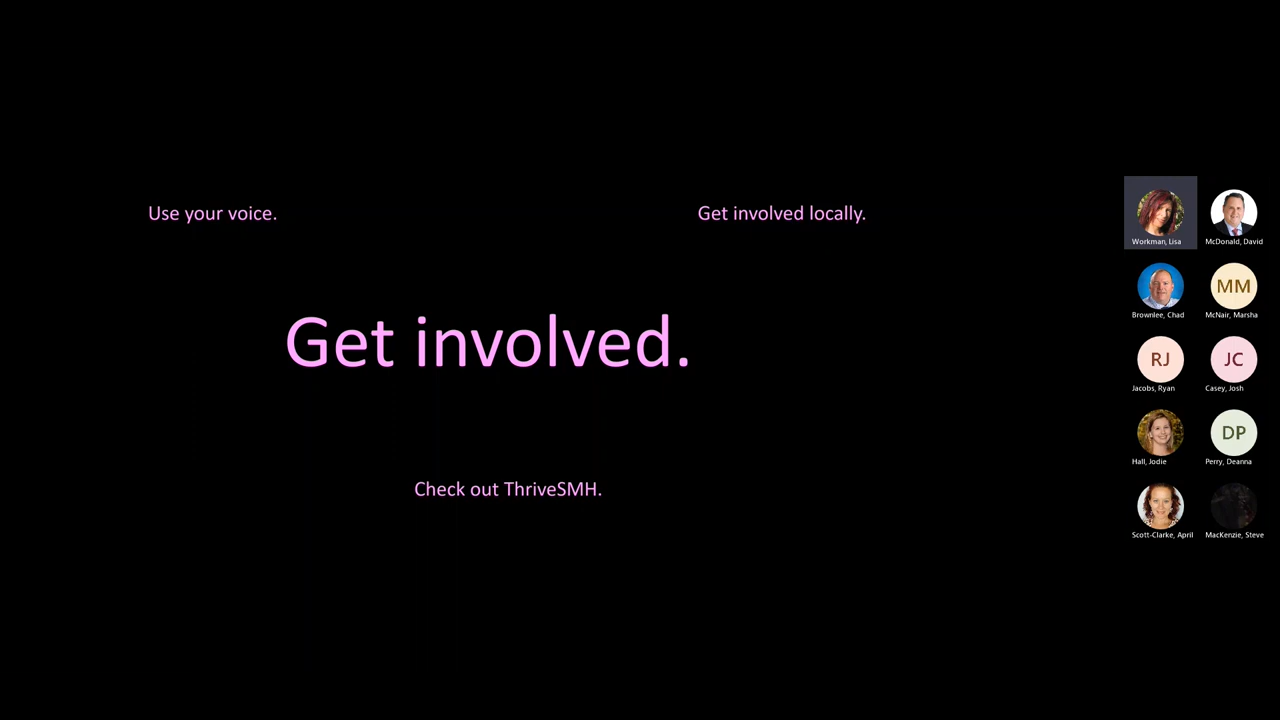 Use your voice.
Get involved locally.
Get involved.
Check out ThriveSMH.
Workman, Lisa
McDonald, David
Brownlee, Chad
MM
McNair, Marsha
RJ
Jacobs, Ryan
JC
Casey, Josh
Hall, Jodie
DP
Perry, Deanna
Scott-Clarke, April
MacKenzie, Steve